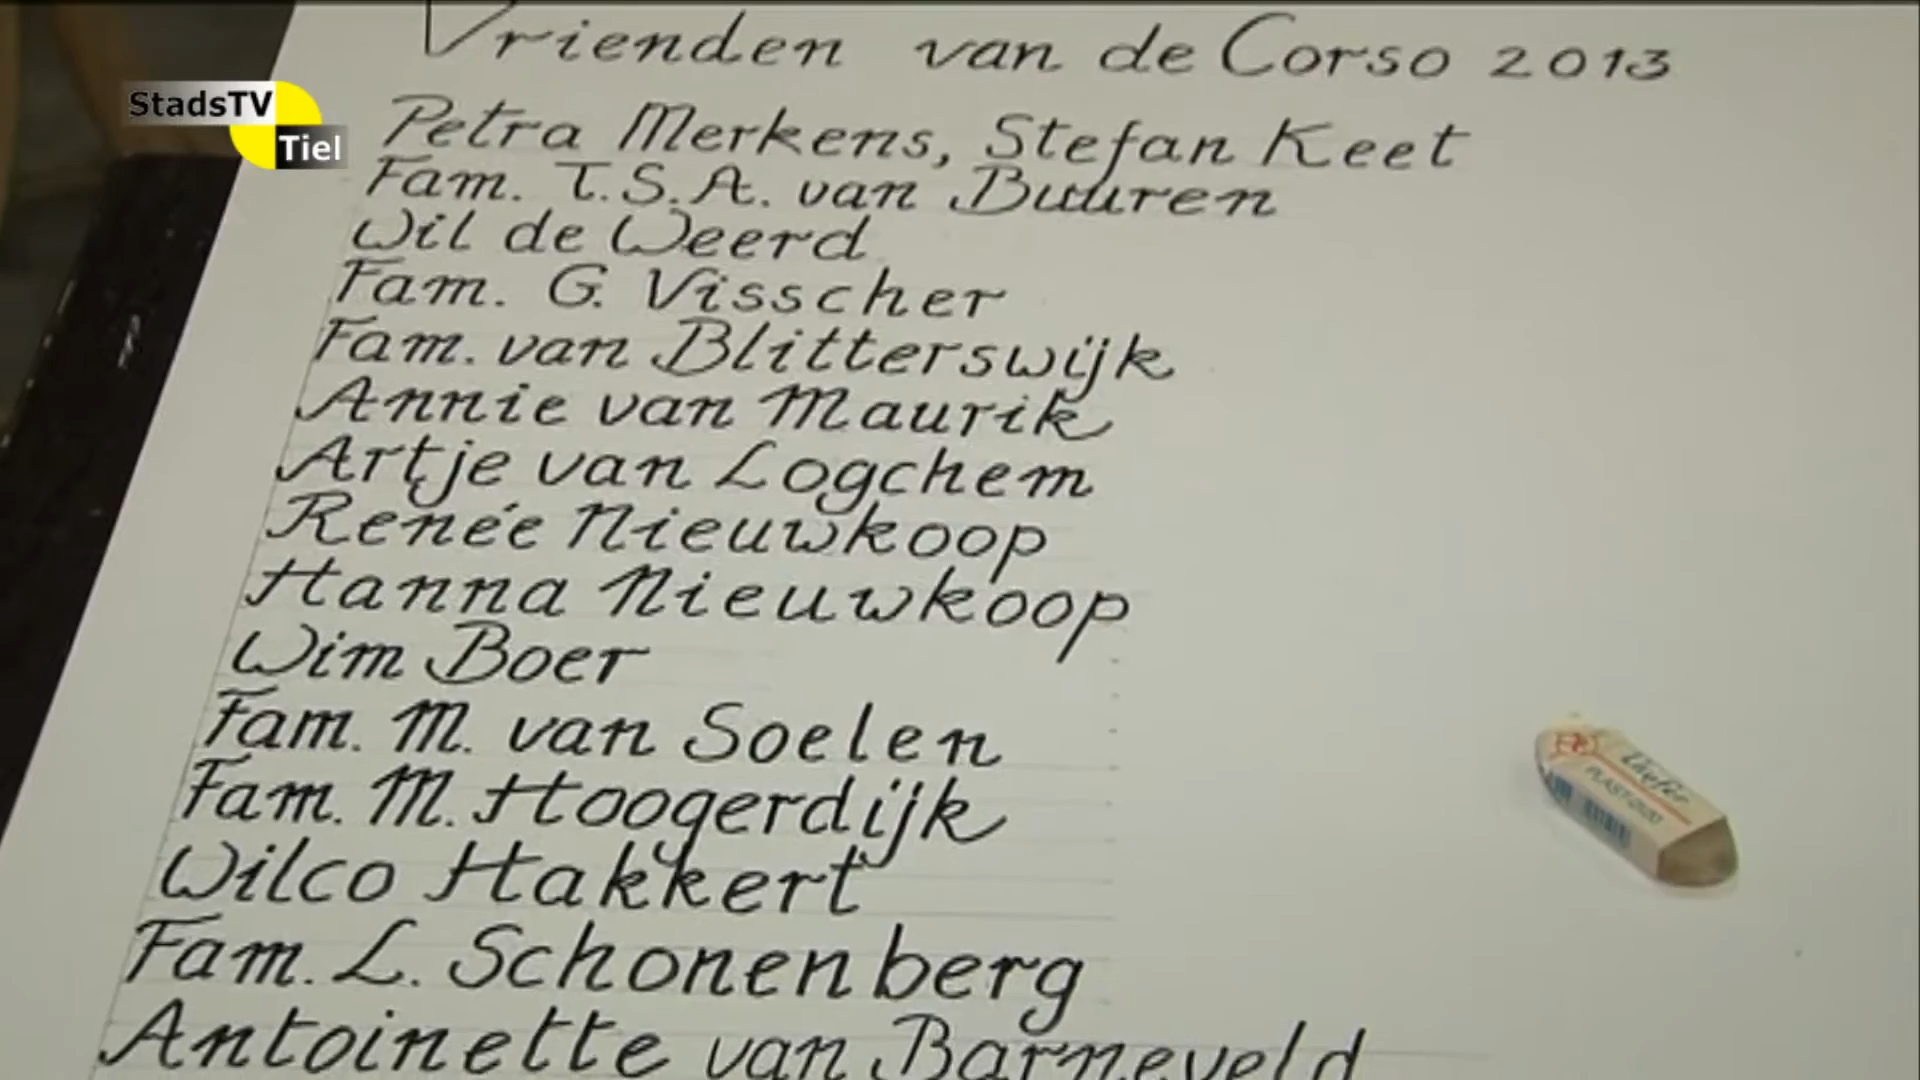 Vrienden van de Corso 2013
StadsTV
Tiel
Petra Merkens, Stefan Keet
Fam. T.S.A. van Buuren
Wil de Weerd
Fam. G. Visscher
Fam. van Blitterswijk
Annie van Maurik
Artje van Logchem
Renée Nieuwkoop
Hanna Nieuwkoop
Wim Boer
Fam. M. van Soelen
Fam. M. Hoogerdijk
Wilco Hakkert
Fam. L. Schonenberg
Antoinette van Barneveld